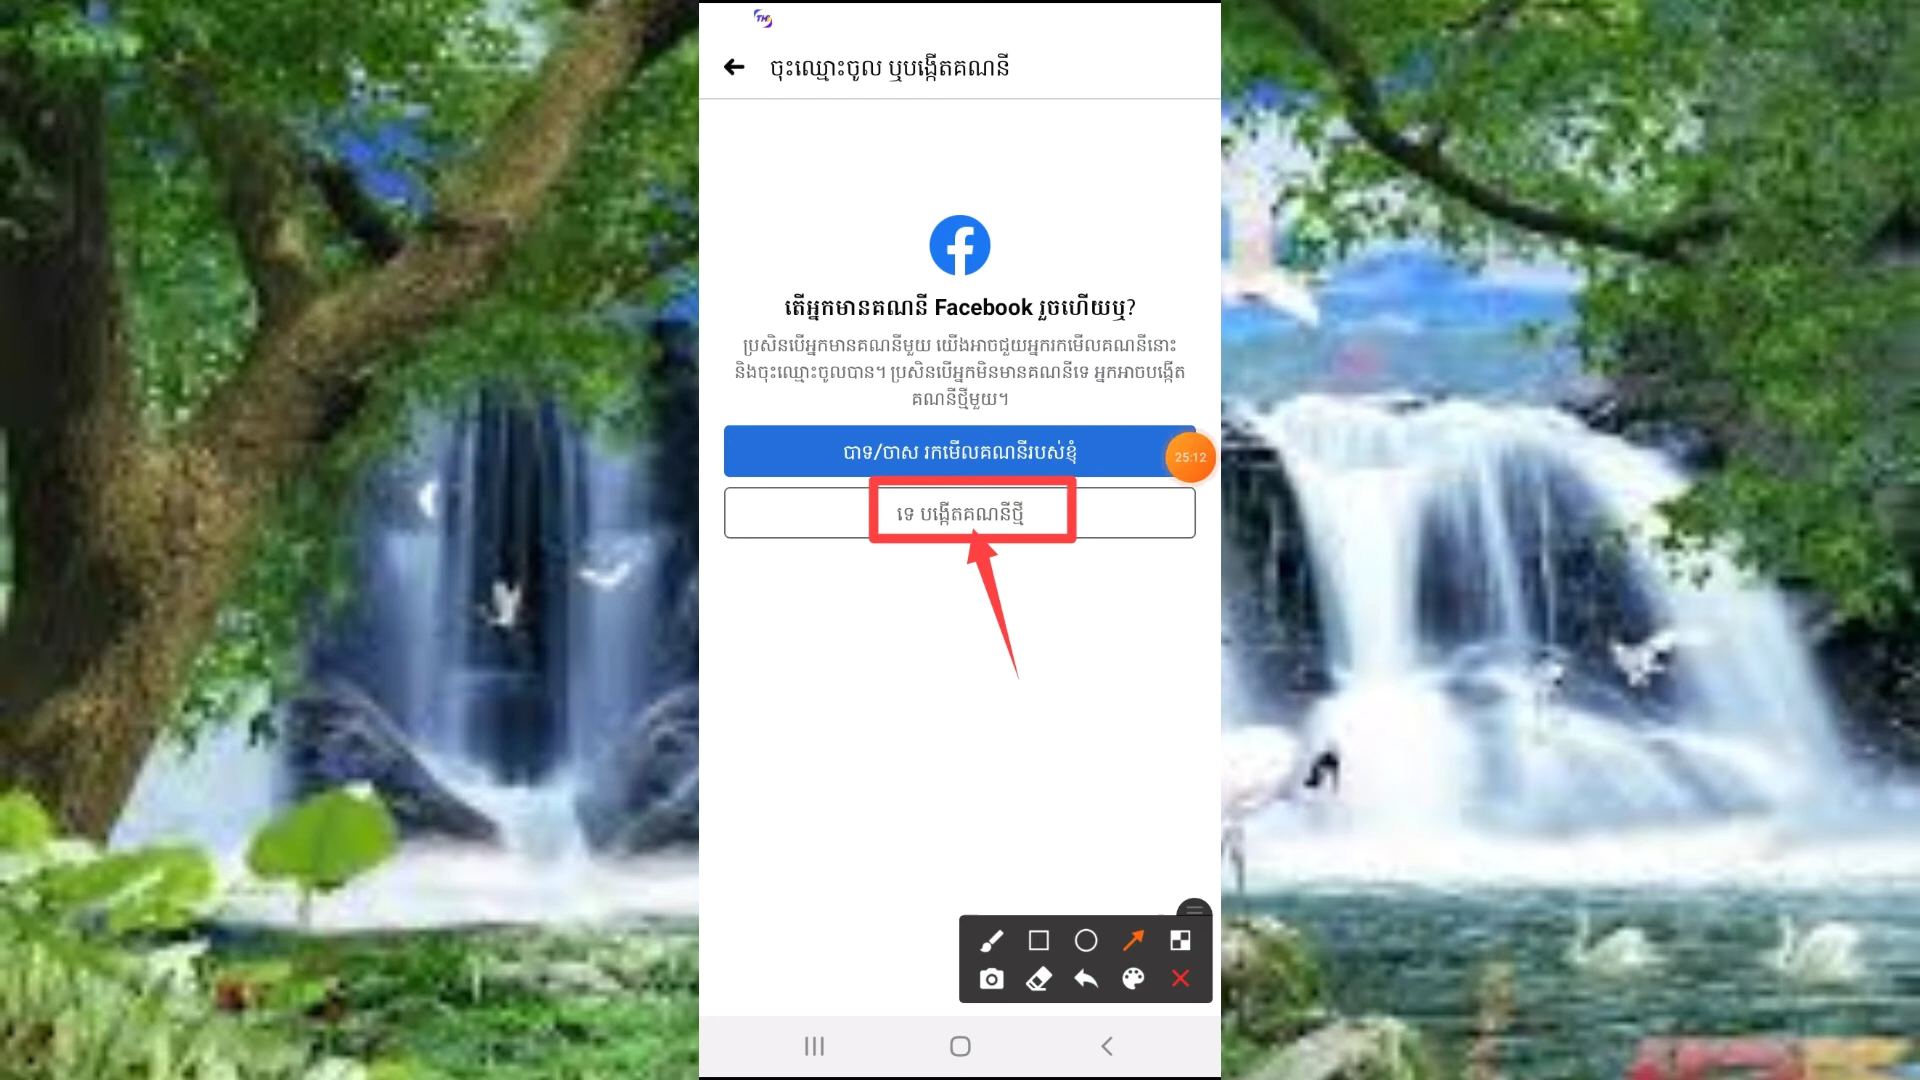 TH
ចុះឈ្មោះចូល ឬបង្កើតគណនី
តើអ្នកមានគណនី Facebook រួចហើយឬ?
ប្រសិនបើអ្នកមានគណនីមួយ យើងអាចជួយអ្នករកមើលគណនីនោះ
និងចុះឈ្មោះចូលបាន។ ប្រសិនបើអ្នកមិនមានគណនីទេ អ្នកអាចបង្កើត
គណនីថ្មីមួយ។
បាទ/ចាស រកមើលគណនីរបស់ខ្ញុំ
25:12
ទេ បង្កើតគណនីថ្មី